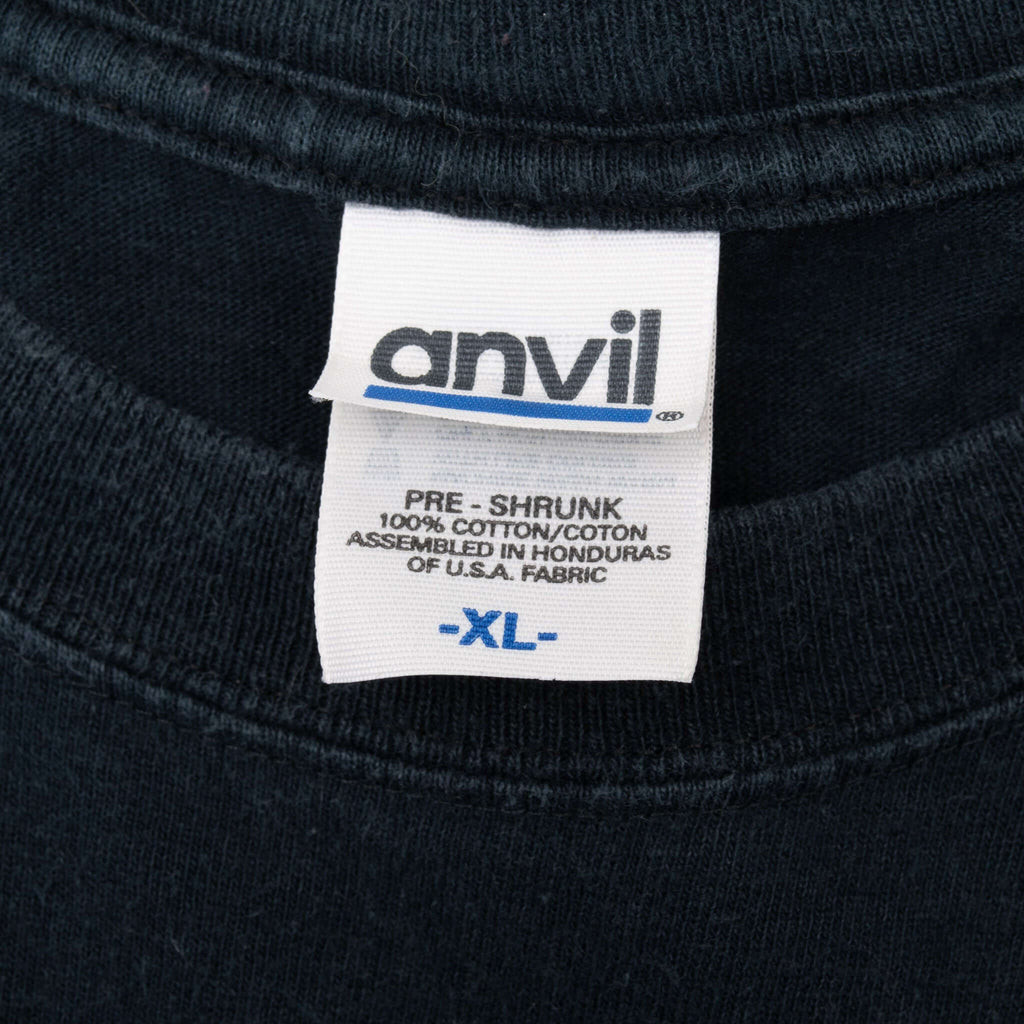 anvil®
PRE - SHRUNK
100% COTTON/COTON
ASSEMBLED IN HONDURAS
OF U.S.A. FABRIC
-XL-